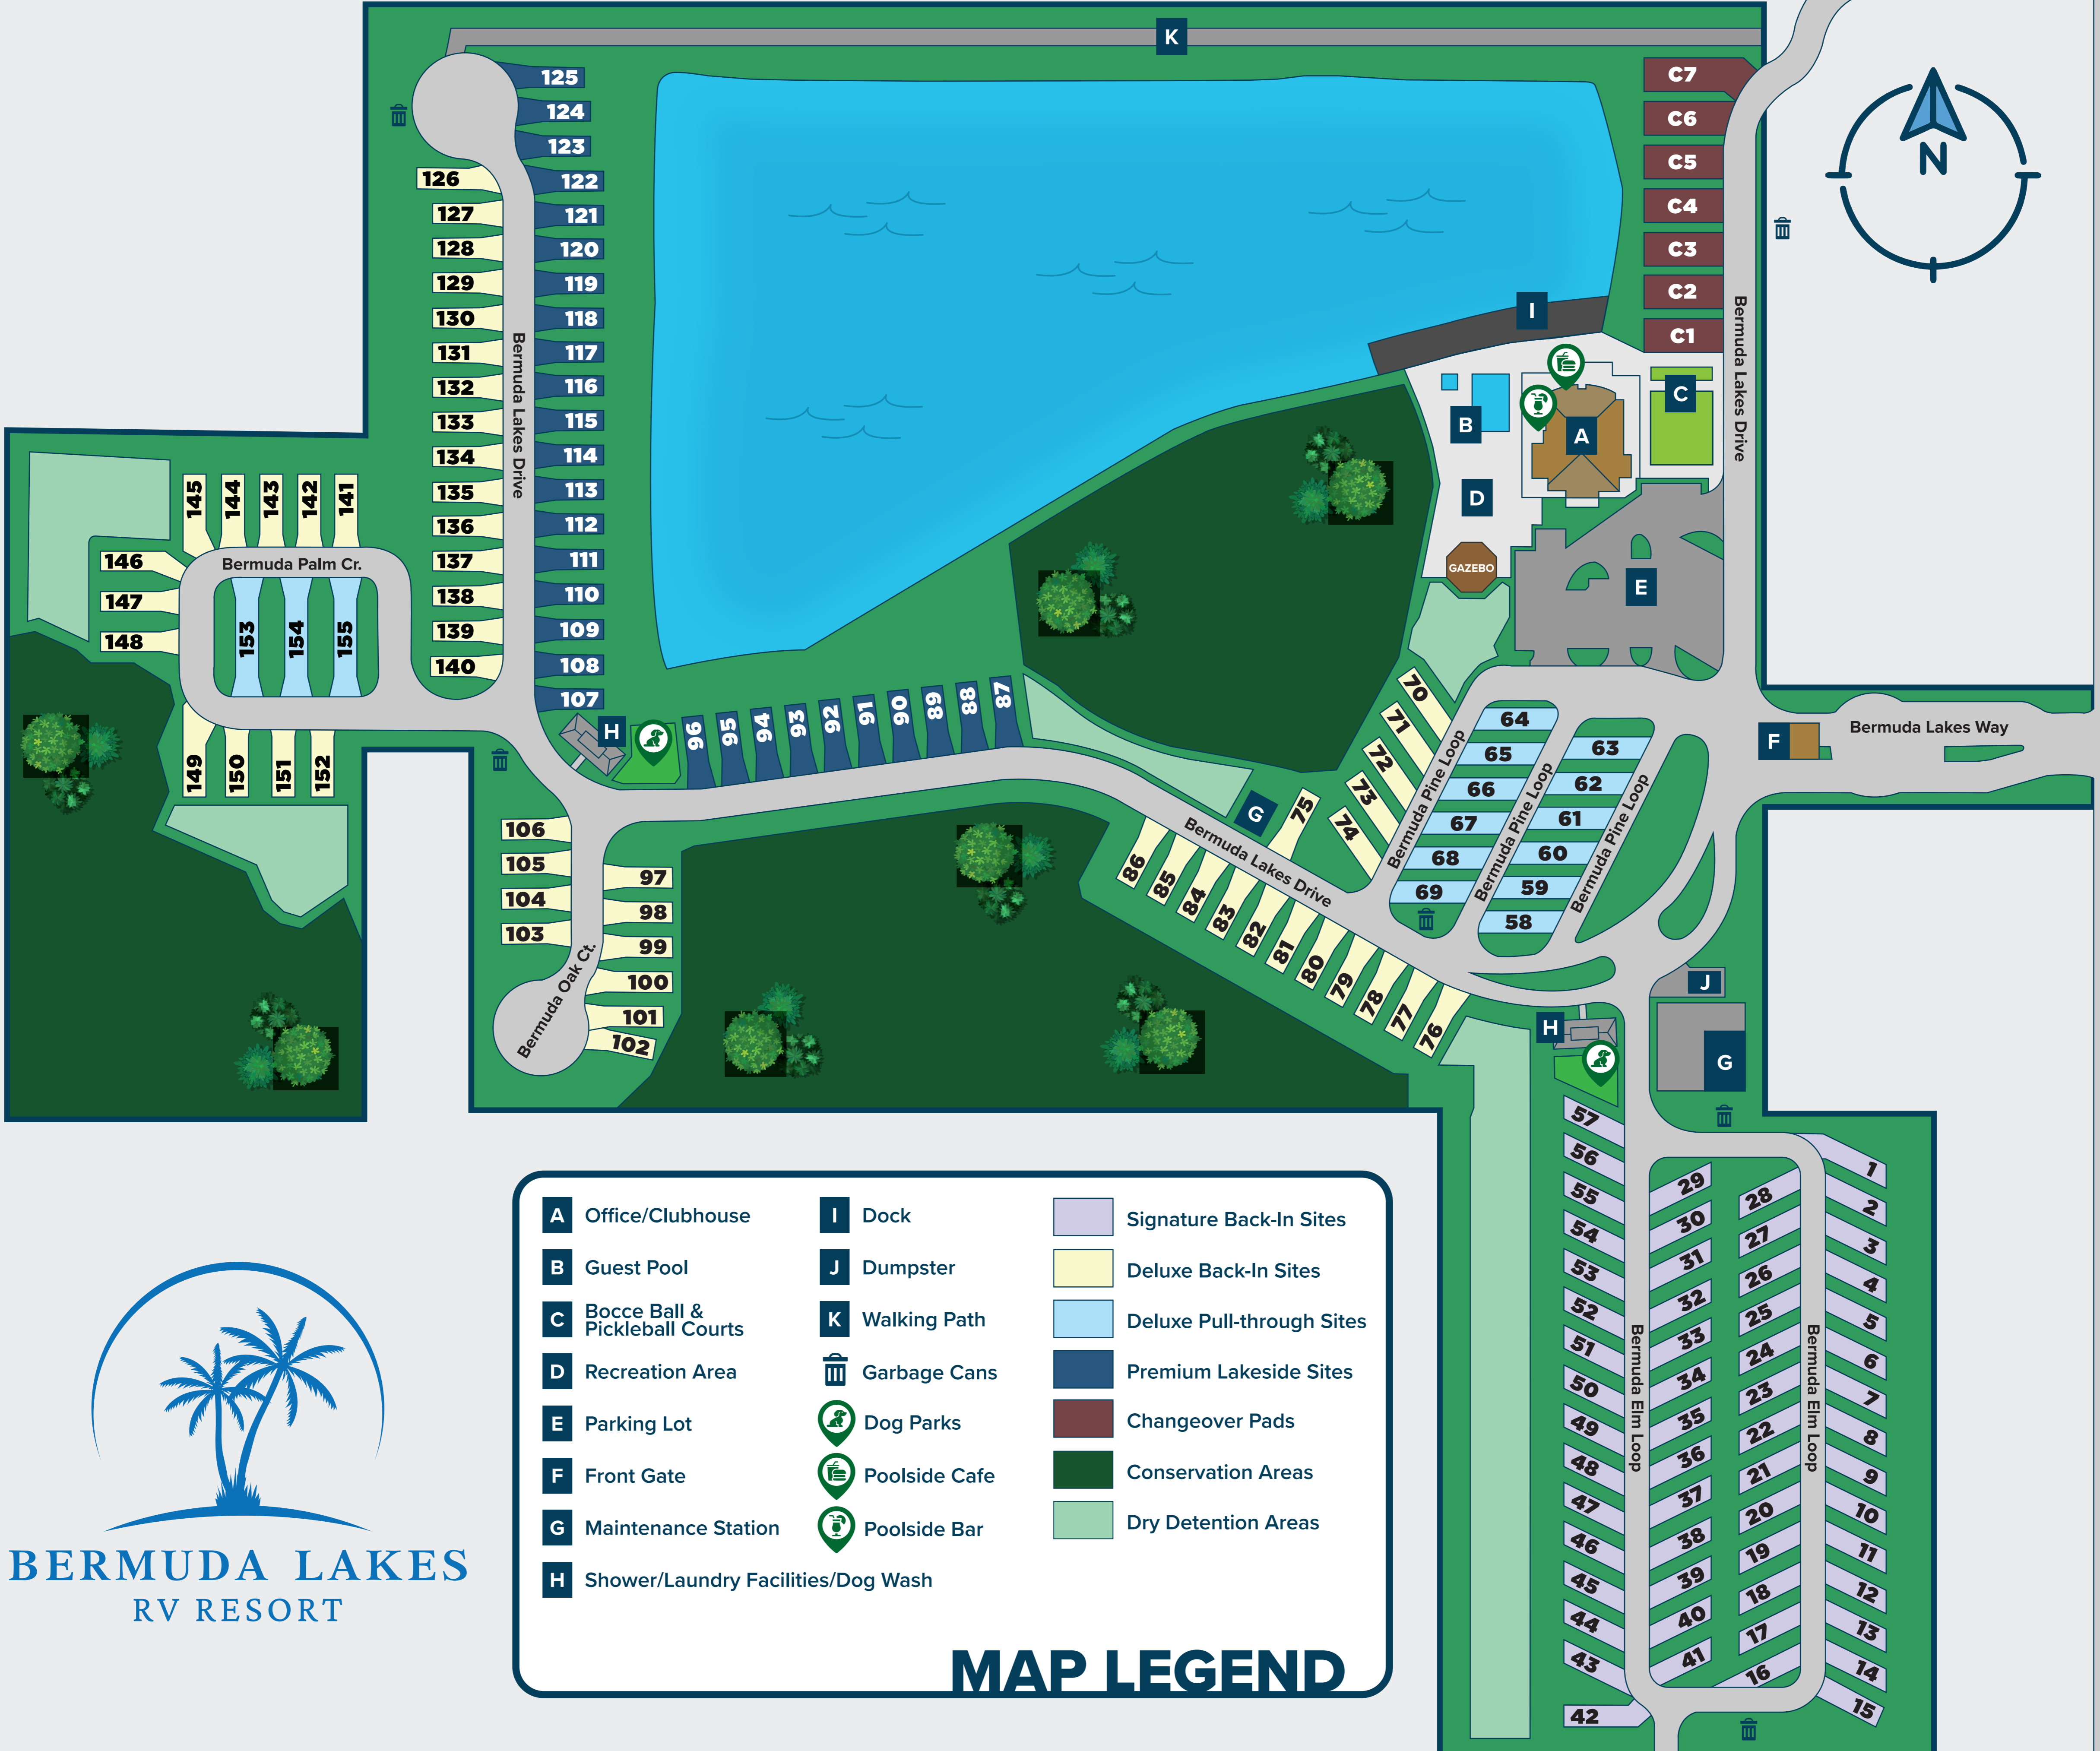 K
C7
C6
C5
C4
C3
C2
C1
N
I
Bermuda Lakes Drive
A
B
C
D
GAZEBO
E
F
Bermuda Lakes Way
125
124
123
122
121
120
119
118
117
116
115
114
113
112
111
110
109
108
107
126
127
128
129
130
131
132
133
134
135
136
137
138
139
140
Bermuda Lakes Drive
145
144
143
142
141
146
147
148
Bermuda Palm Cr.
153
154
155
149
150
151
152
H
96
95
94
93
92
91
90
89
88
87
106
105
104
103
97
98
99
100
101
102
Bermuda Oak Ct.
G
75
70
71
72
73
74
Bermuda Pine Loop
64
65
66
67
68
69
Bermuda Pine Loop
63
62
61
60
59
58
Bermuda Pine Loop
Bermuda Lakes Drive
86
85
84
83
82
81
80
79
78
77
76
J
H
G
57
56
55
54
53
52
51
50
49
48
47
46
45
44
43
42
Bermuda Elm Loop
29
30
31
32
33
34
35
36
37
38
39
40
41
28
27
26
25
24
23
22
21
20
19
18
17
16
Bermuda Elm Loop
1
2
3
4
5
6
7
8
9
10
11
12
13
14
15
A Office/Clubhouse
B Guest Pool
C Bocce Ball &
Pickleball Courts
D Recreation Area
E Parking Lot
F Front Gate
G Maintenance Station
H Shower/Laundry Facilities/Dog Wash
I Dock
J Dumpster
K Walking Path
Garbage Cans
Dog Parks
Poolside Cafe
Poolside Bar
Signature Back-In Sites
Deluxe Back-In Sites
Deluxe Pull-through Sites
Premium Lakeside Sites
Changeover Pads
Conservation Areas
Dry Detention Areas
MAP LEGEND
BERMUDA LAKES
RV RESORT